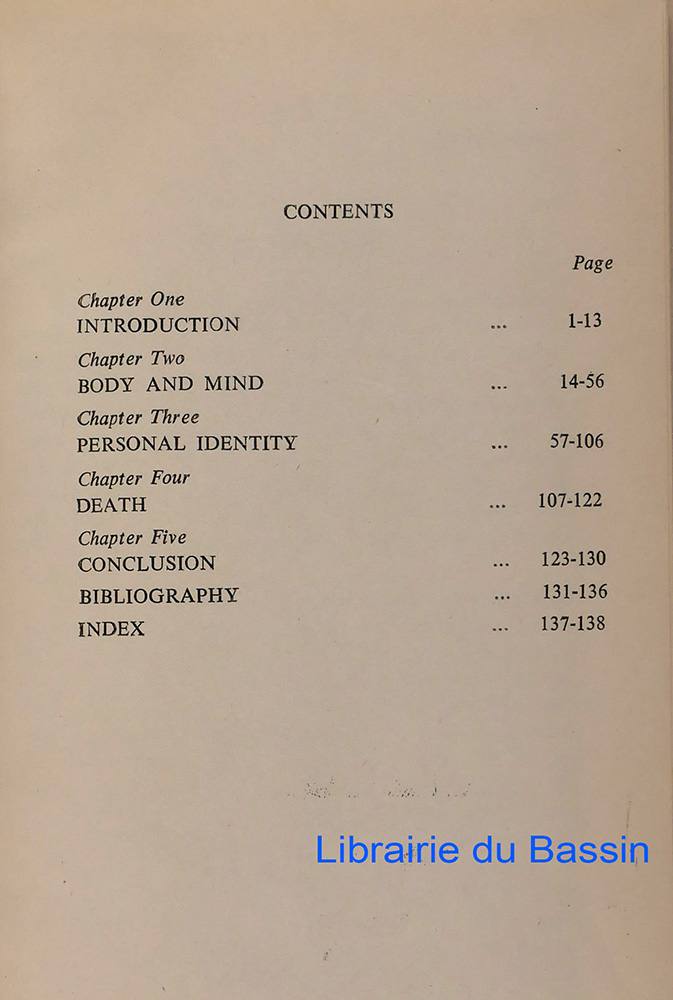 CONTENTS
Page
Chapter One
INTRODUCTION ... 1-13
Chapter Two
BODY AND MIND ... 14-56
Chapter Three
PERSONAL IDENTITY ... 57-106
Chapter Four
DEATH ... 107-122
Chapter Five
CONCLUSION ... 123-130
BIBLIOGRAPHY ... 131-136
INDEX ... 137-138
Librairie du Bassin